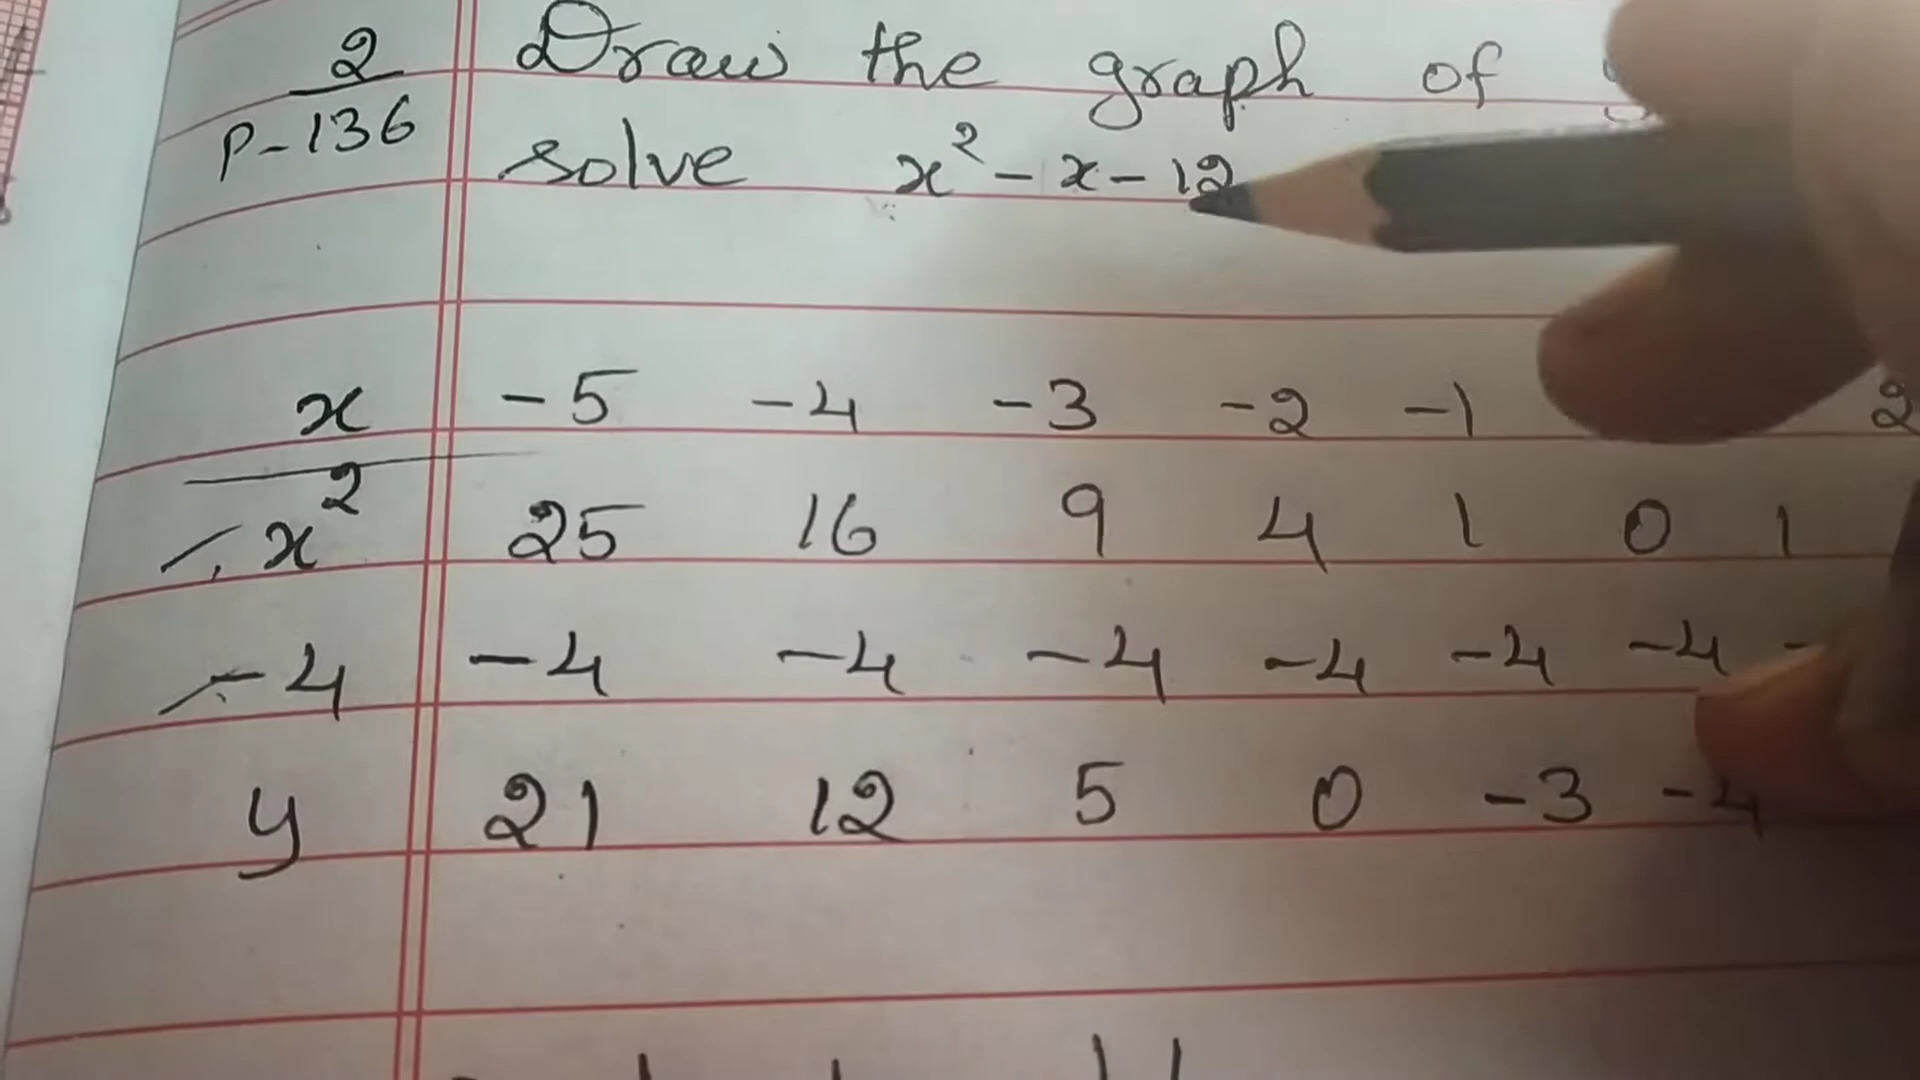 2
P-136
Draw the graph of
solve x² - x - 12
x -5 -4 -3 -2 -1 2
x² 25 16 9 4 1 0 1
-4 -4 -4 -4 -4 -4 -4 -
y 21 12 5 0 -3 -4